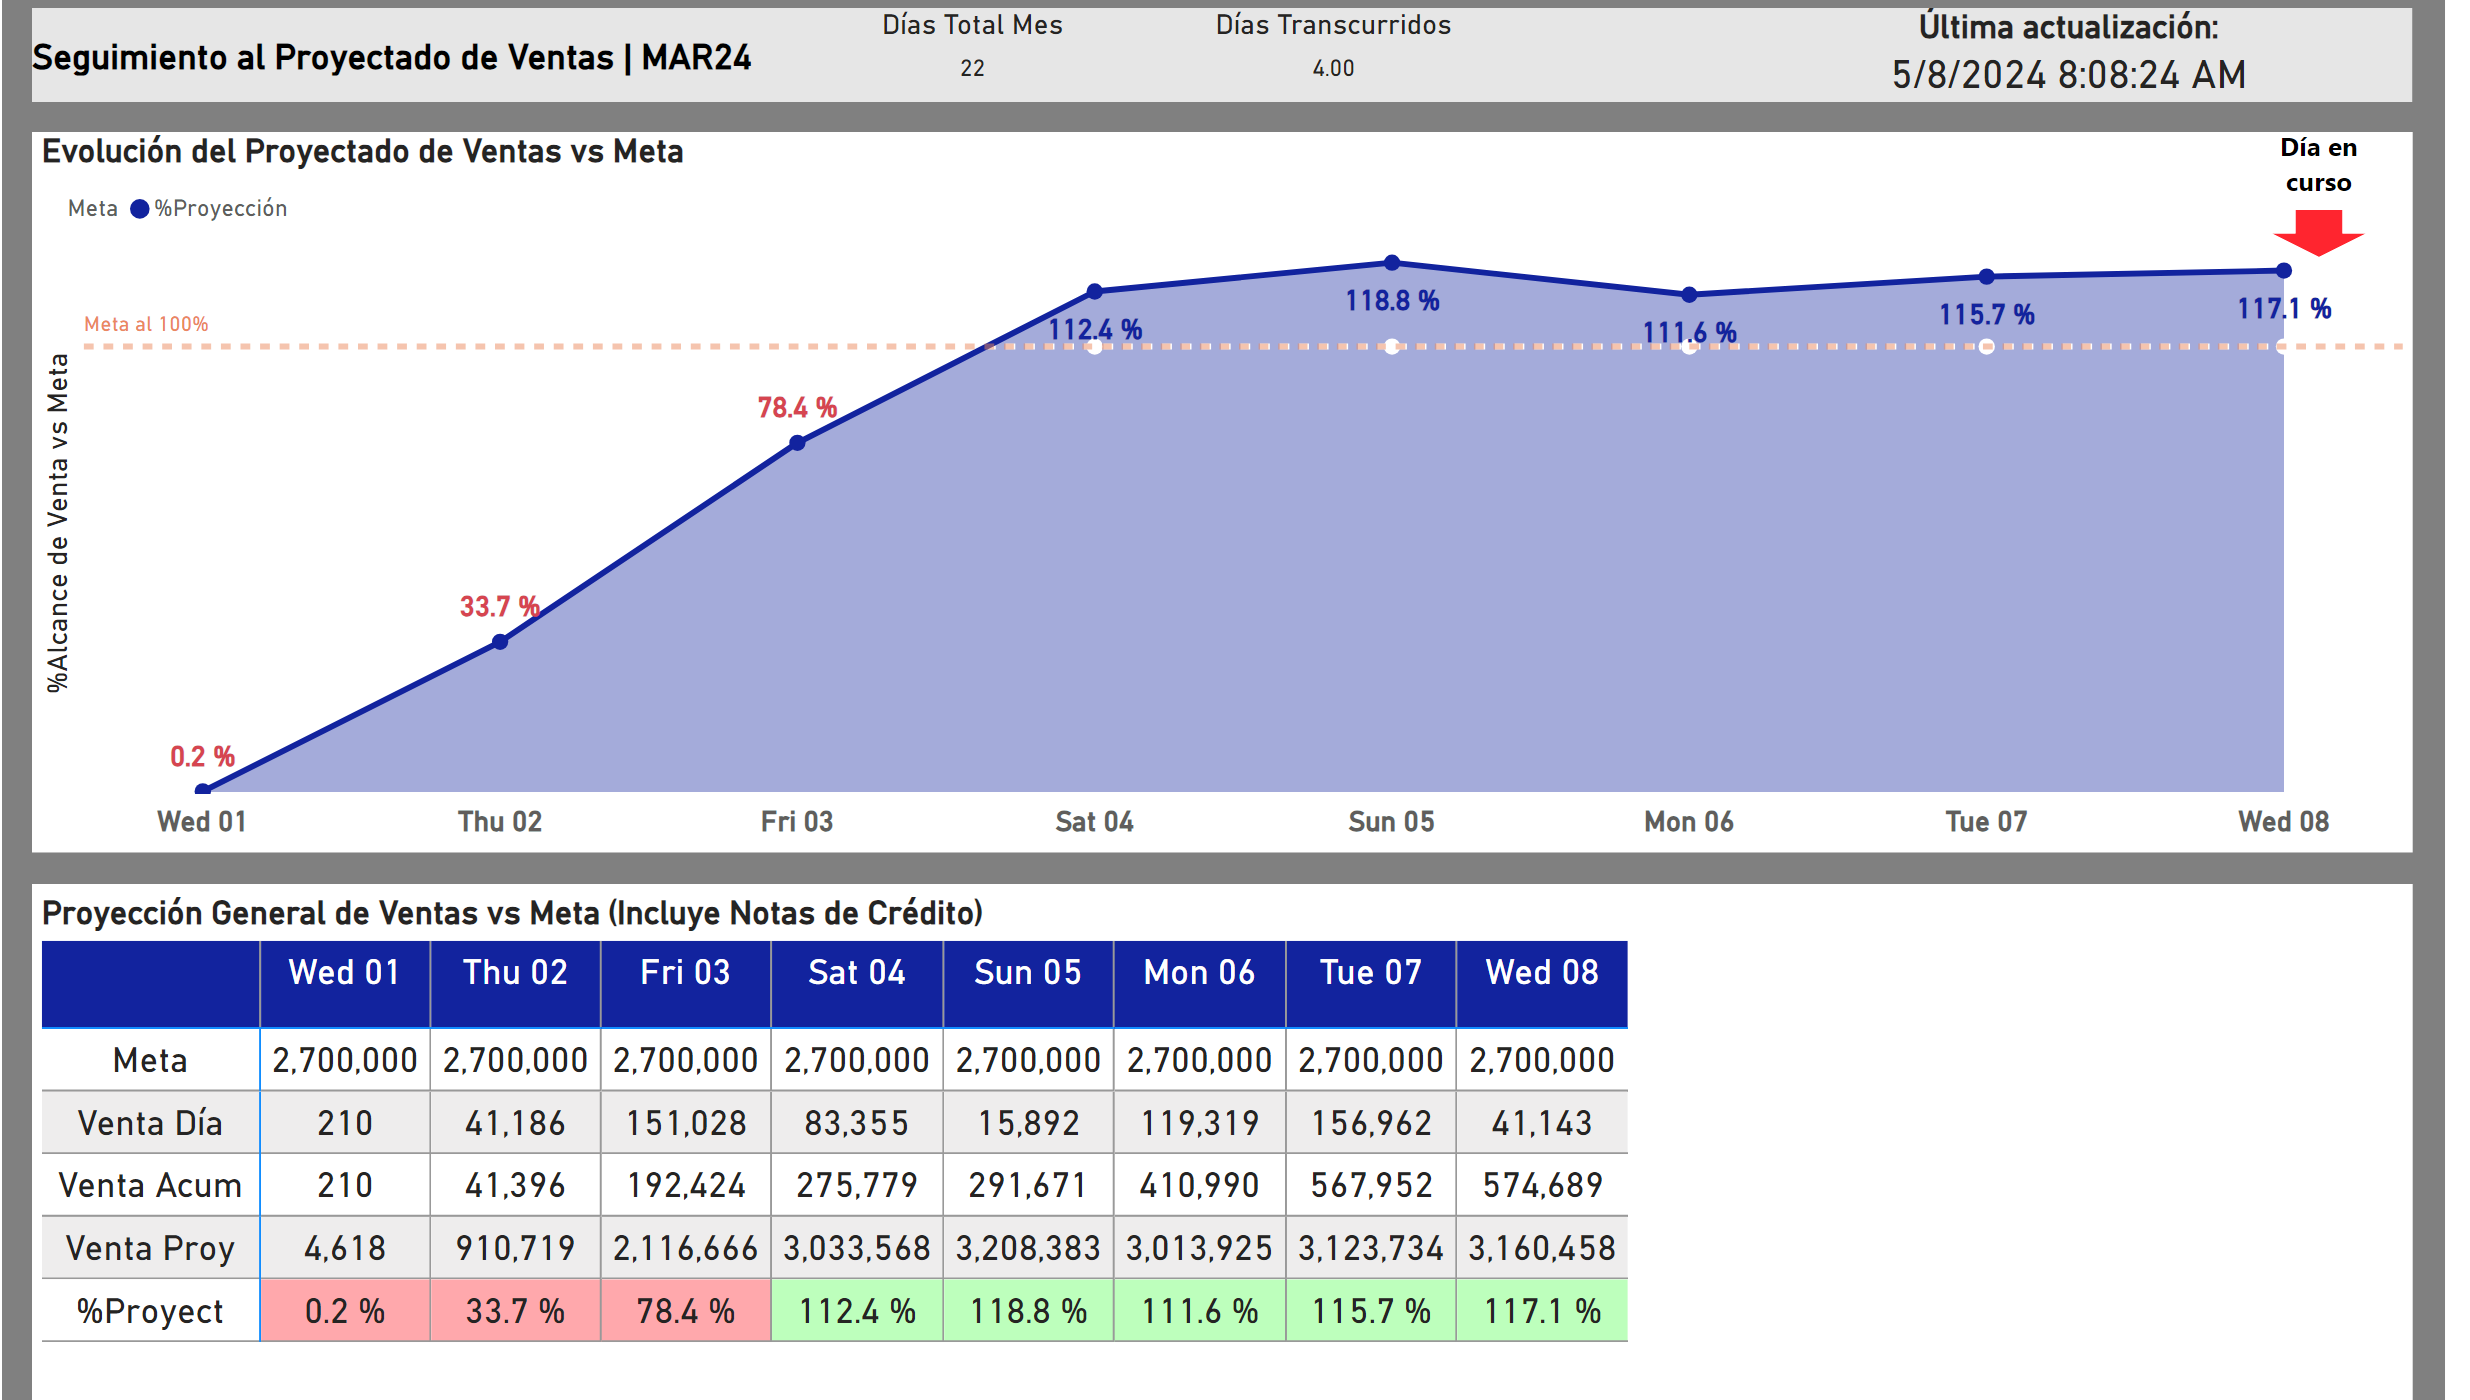 Seguimiento al Proyectado de Ventas | MAR24
Días Total Mes
22
Días Transcurridos
4.00
Última actualización:
5/8/2024 8:08:24 AM
Evolución del Proyectado de Ventas vs Meta
Día en
curso
Meta %Proyección
%Alcance de Venta vs Meta
Meta al 100%
0.2 %
33.7 %
78.4 %
112.4 %
118.8 %
111.6 %
115.7 %
117.1 %
Wed 01 Thu 02 Fri 03 Sat 04 Sun 05 Mon 06 Tue 07 Wed 08
Proyección General de Ventas vs Meta (Incluye Notas de Crédito)
Wed 01 Thu 02 Fri 03 Sat 04 Sun 05 Mon 06 Tue 07 Wed 08
Meta 2,700,000 2,700,000 2,700,000 2,700,000 2,700,000 2,700,000 2,700,000 2,700,000
Venta Día 210 41,186 151,028 83,355 15,892 119,319 156,962 41,143
Venta Acum 210 41,396 192,424 275,779 291,671 410,990 567,952 574,689
Venta Proy 4,618 910,719 2,116,666 3,033,568 3,208,383 3,013,925 3,123,734 3,160,458
%Proyect 0.2 % 33.7 % 78.4 % 112.4 % 118.8 % 111.6 % 115.7 % 117.1 %